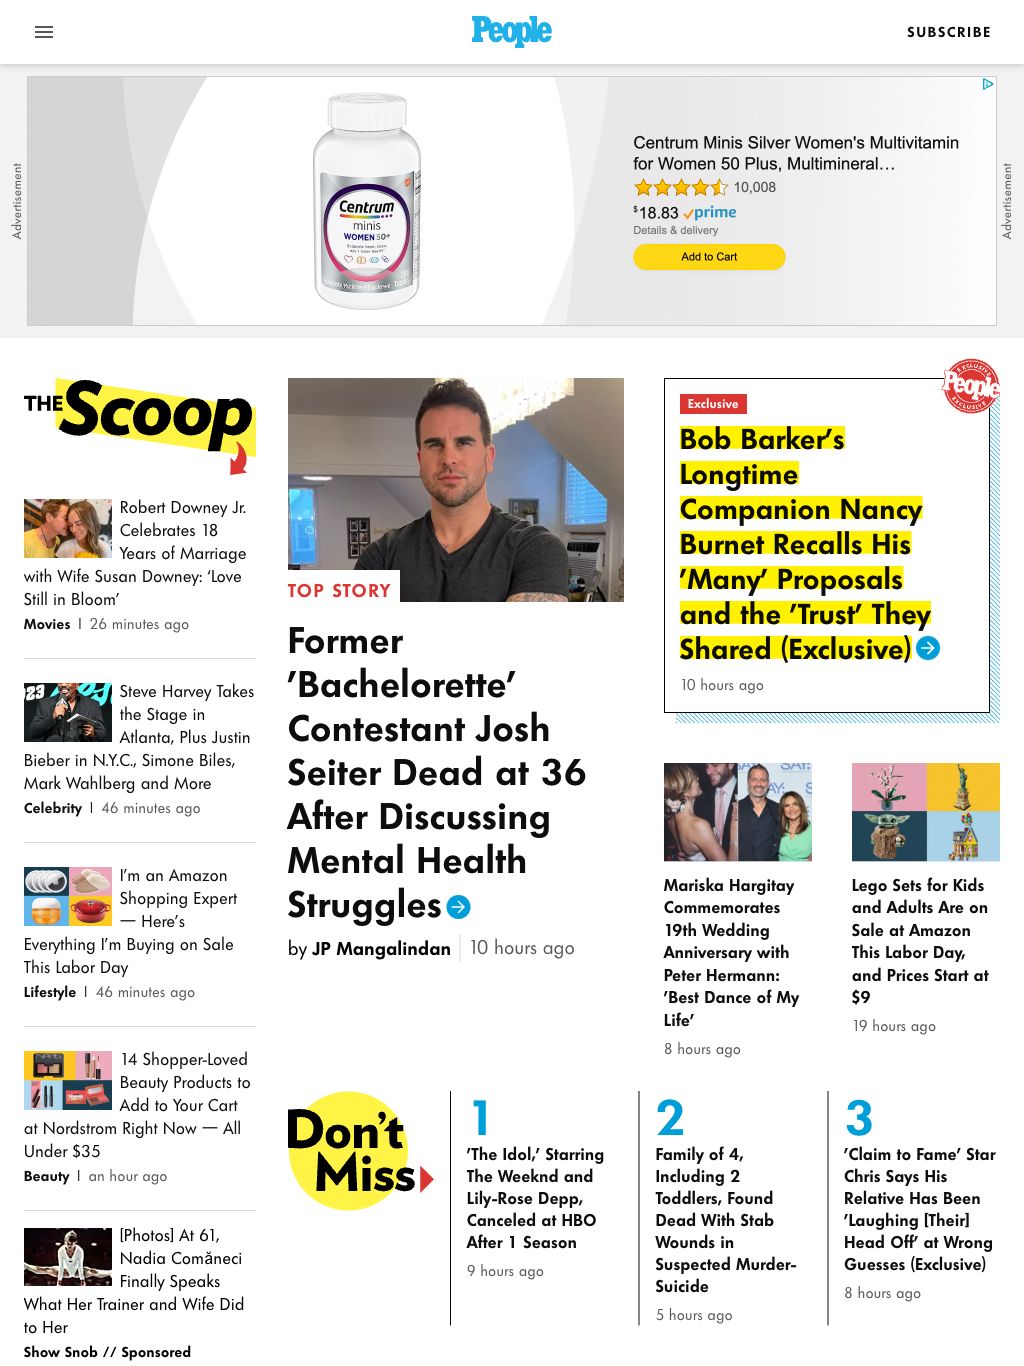 People
SUBSCRIBE
Advertisement
Centrum
minis
WOMEN 50+
Centrum Minis Silver Women's Multivitamin
for Women 50 Plus, Multimineral...
10,008
$18.83 prime
Details & delivery
Add to Cart
Advertisement
THE Scoop
Robert Downey Jr.
Celebrates 18
Years of Marriage
with Wife Susan Downey: ‘Love
Still in Bloom’
Movies | 26 minutes ago
Steve Harvey Takes
the Stage in
Atlanta, Plus Justin
Bieber in N.Y.C., Simone Biles,
Mark Wahlberg and More
Celebrity | 46 minutes ago
I’m an Amazon
Shopping Expert
— Here’s
Everything I’m Buying on Sale
This Labor Day
Lifestyle | 46 minutes ago
14 Shopper-Loved
Beauty Products to
Add to Your Cart
at Nordstrom Right Now — All
Under $35
Beauty | an hour ago
[Photos] At 61,
Nadia Comăneci
Finally Speaks
What Her Trainer and Wife Did
to Her
Show Snob // Sponsored
TOP STORY
Former
’Bachelorette’
Contestant Josh
Seiter Dead at 36
After Discussing
Mental Health
Struggles
by JP Mangalindan | 10 hours ago
EXCLUSIVE
People
EXCLUSIVE
Exclusive
Bob Barker’s
Longtime
Companion Nancy
Burnet Recalls His
’Many’ Proposals
and the ’Trust’ They
Shared (Exclusive)
10 hours ago
Mariska Hargitay
Commemorates
19th Wedding
Anniversary with
Peter Hermann:
’Best Dance of My
Life’
8 hours ago
Lego Sets for Kids
and Adults Are on
Sale at Amazon
This Labor Day,
and Prices Start at
$9
19 hours ago
Don’t
Miss
1
’The Idol,’ Starring
The Weeknd and
Lily-Rose Depp,
Canceled at HBO
After 1 Season
9 hours ago
2
Family of 4,
Including 2
Toddlers, Found
Dead With Stab
Wounds in
Suspected Murder-
Suicide
5 hours ago
3
’Claim to Fame’ Star
Chris Says His
Relative Has Been
’Laughing [Their]
Head Off’ at Wrong
Guesses (Exclusive)
8 hours ago